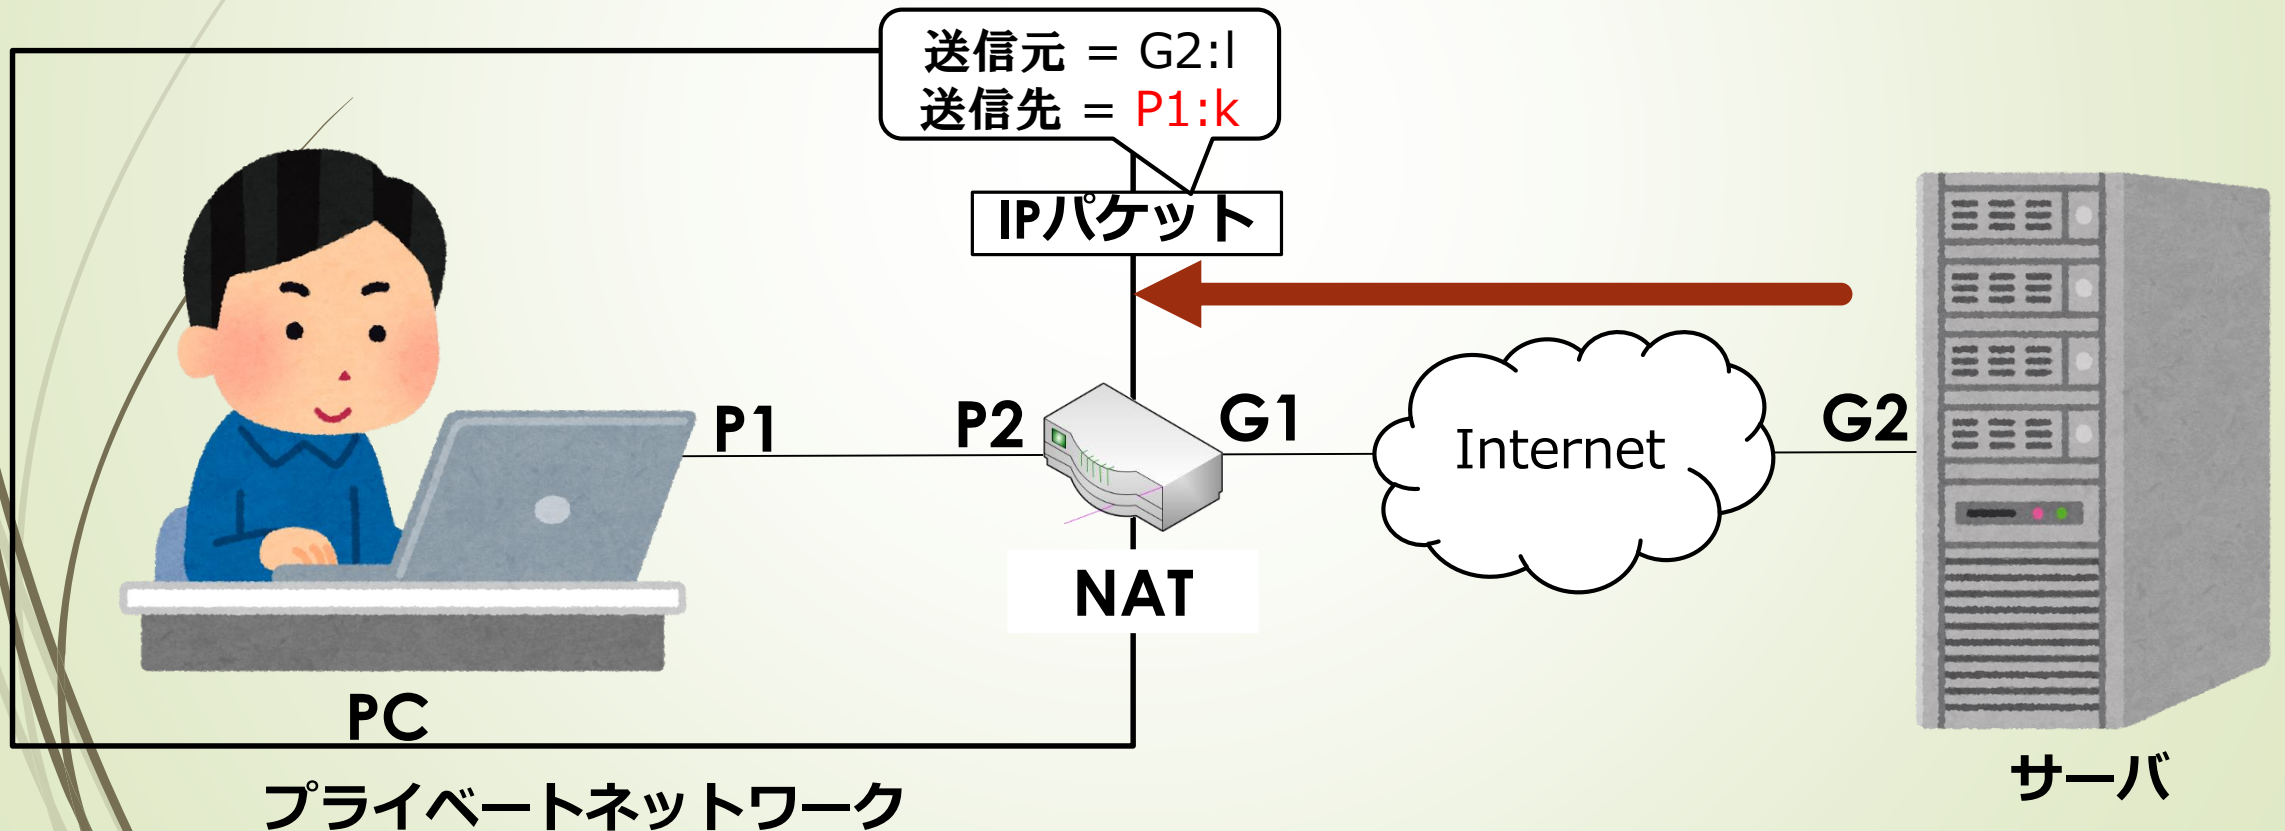 送信元 = G2:l
送信先 = P1:k
IPパケット
P1
P2
G1
Internet
G2
NAT
PC
サーバ
プライベートネットワーク